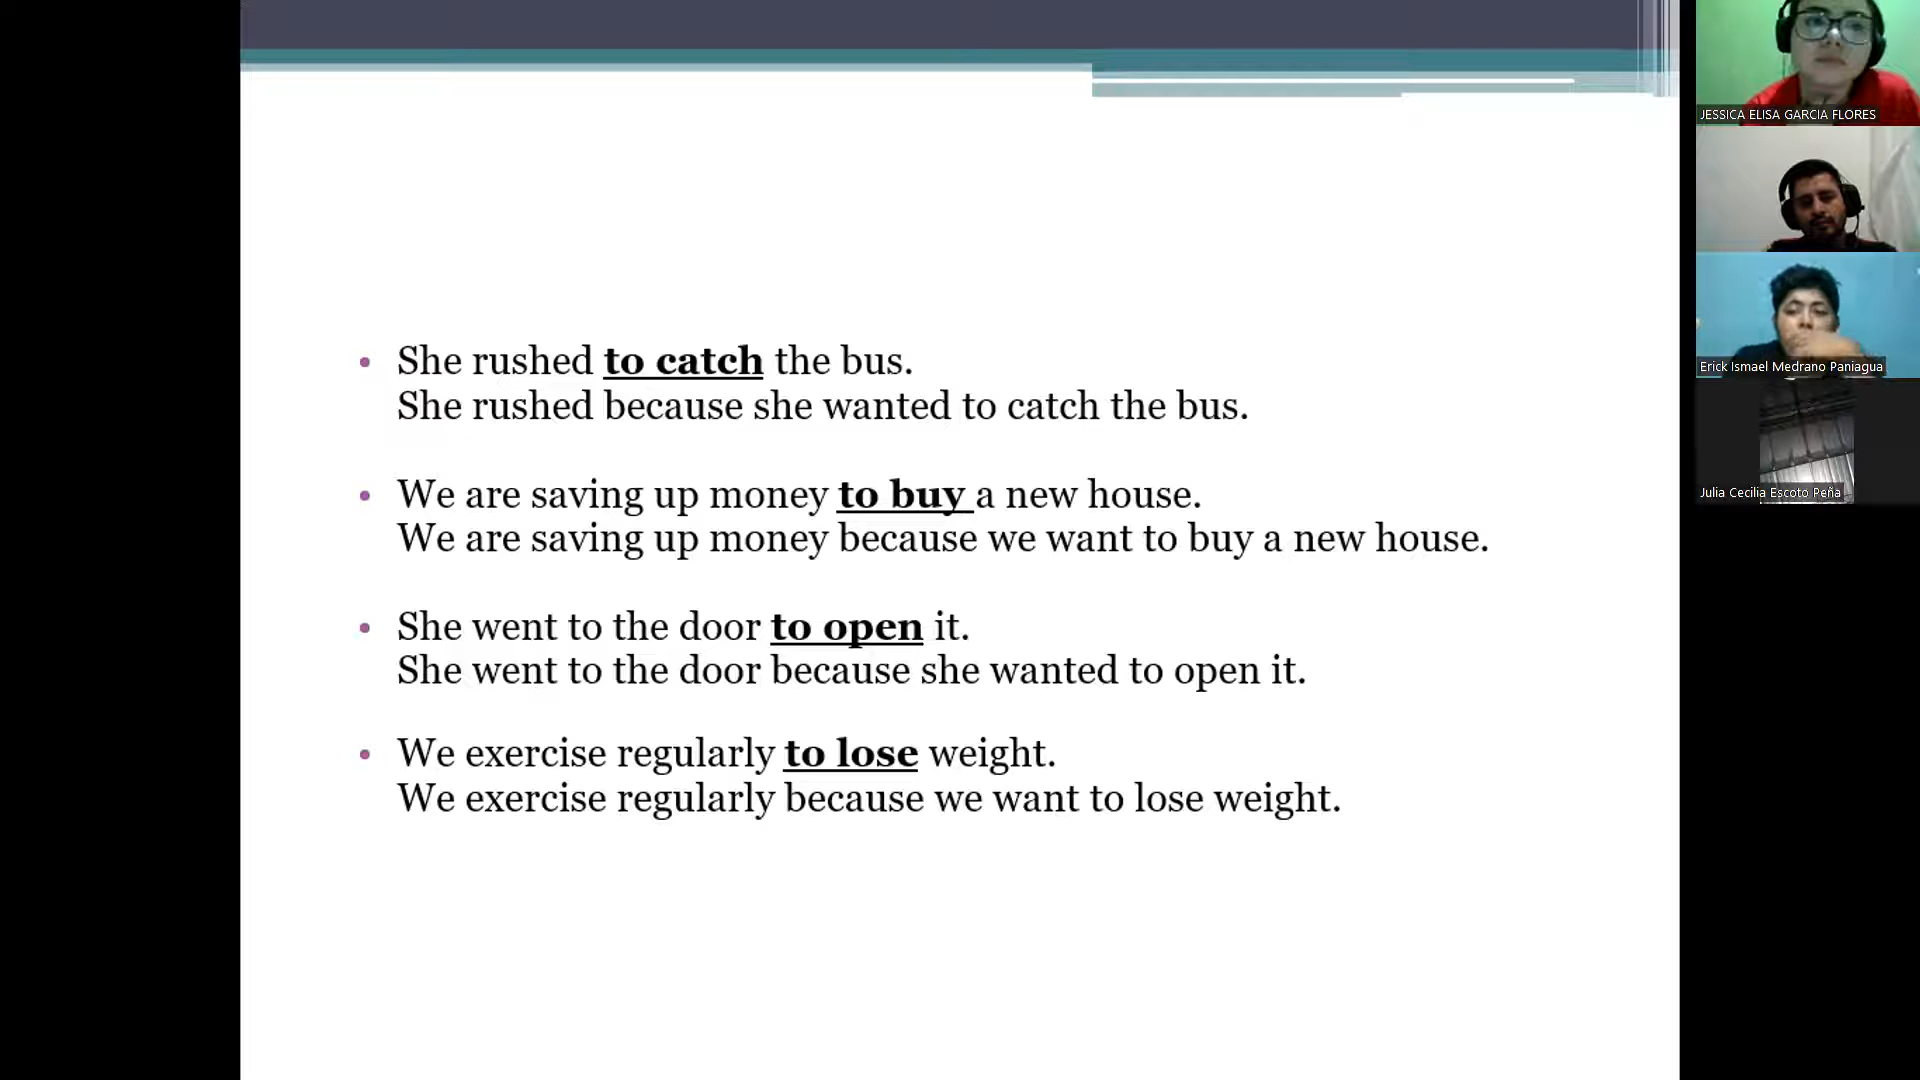 She rushed to catch the bus.
She rushed because she wanted to catch the bus.
We are saving up money to buy a new house.
We are saving up money because we want to buy a new house.
She went to the door to open it.
She went to the door because she wanted to open it.
We exercise regularly to lose weight.
We exercise regularly because we want to lose weight.
JESSICA ELISA GARCIA FLORES
Erick Ismael Medrano Paniagua
Julia Cecilia Escoto Peña